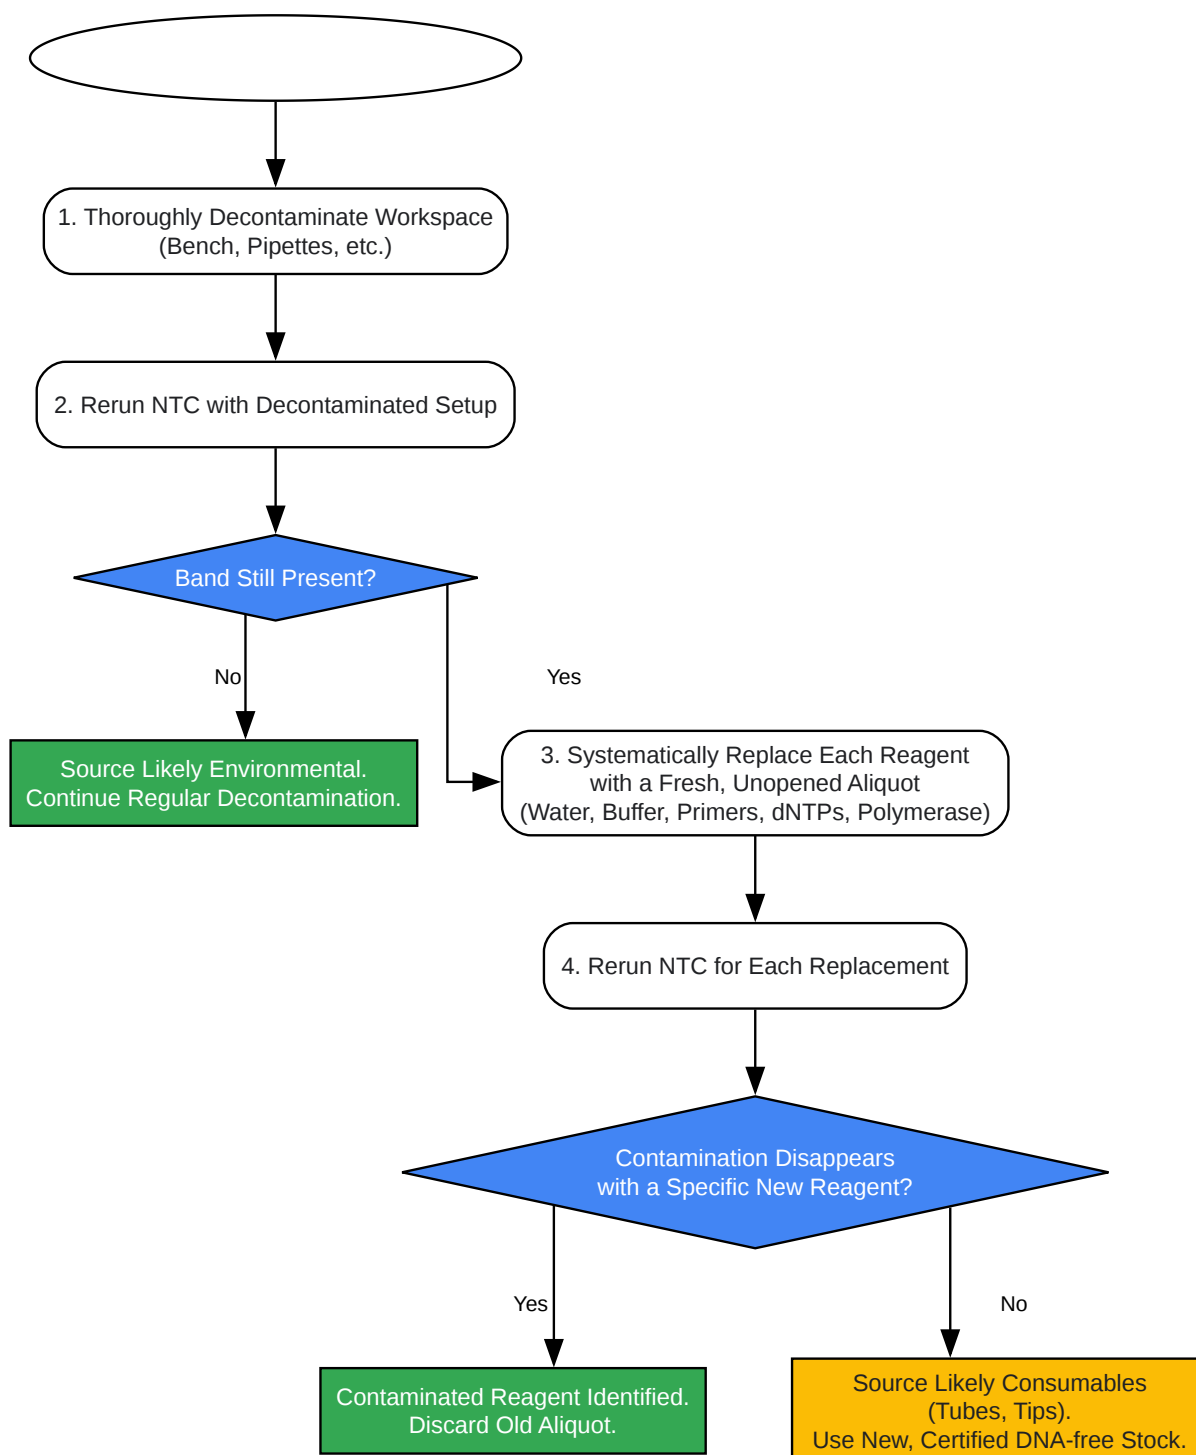 1. Thoroughly Decontaminate Workspace
(Bench, Pipettes, etc.)
2. Rerun NTC with Decontaminated Setup
Band Still Present?
No
Yes
Source Likely Environmental.
Continue Regular Decontamination.
3. Systematically Replace Each Reagent
with a Fresh, Unopened Aliquot
(Water, Buffer, Primers, dNTPs, Polymerase)
4. Rerun NTC for Each Replacement
Contamination Disappears
with a Specific New Reagent?
Yes
No
Contaminated Reagent Identified.
Discard Old Aliquot.
Source Likely Consumables
(Tubes, Tips).
Use New, Certified DNA-free Stock.